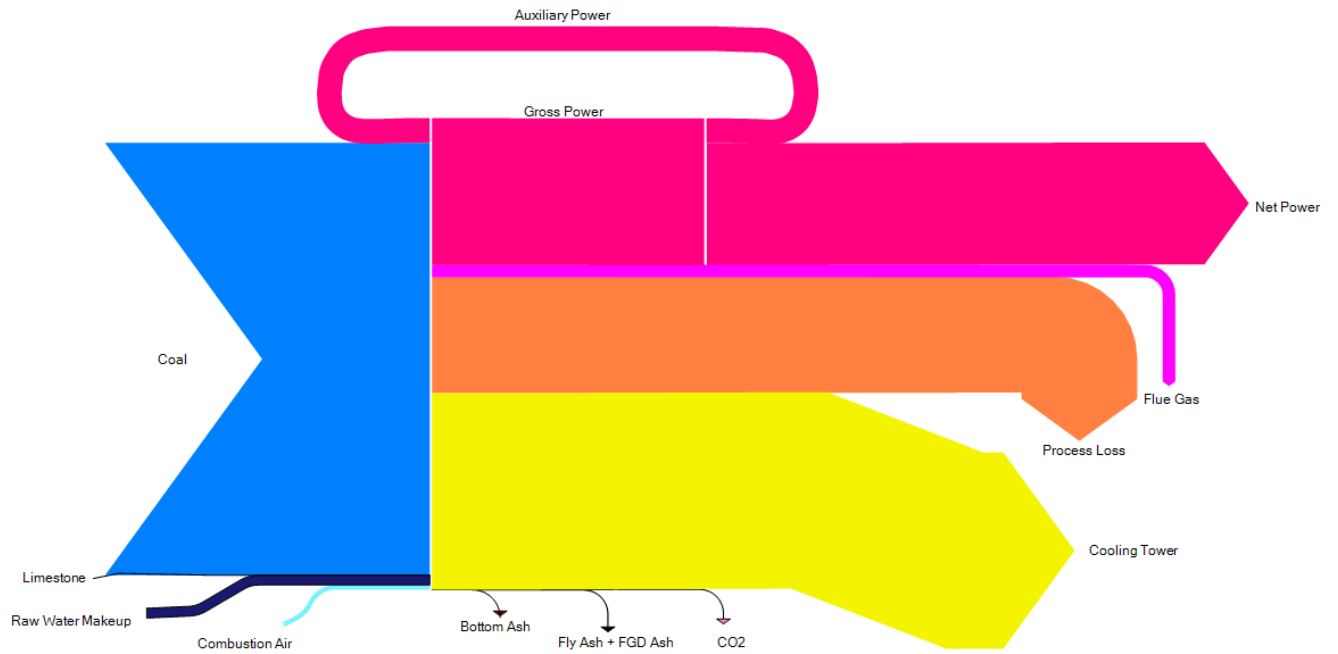 Auxiliary Power
Gross Power
Net Power
Coal
Flue Gas
Process Loss
Cooling Tower
Limestone
Raw Water Makeup
Combustion Air
Bottom Ash
Fly Ash + FGD Ash
CO2